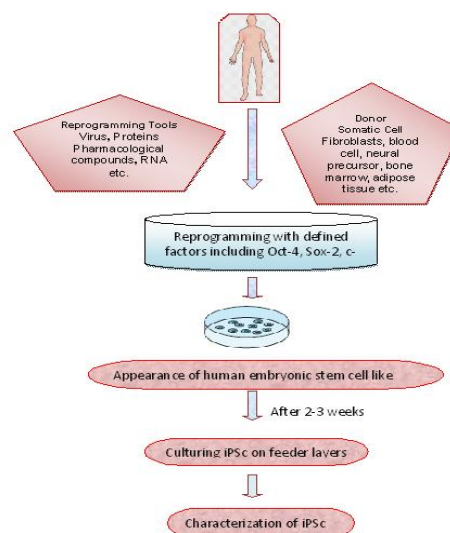 Reprogramming Tools
Virus, Proteins
Pharmacological
compounds, RNA
etc.
Donor
Somatic Cell
Fibroblasts, blood
cell, neural
precursor, bone
marrow, adipose
tissue etc.
Reprogramming with defined
factors including Oct-4, Sox-2, c-
Appearance of human embryonic stem cell like
After 2-3 weeks
Culturing iPSc on feeder layers
Characterization of iPSc